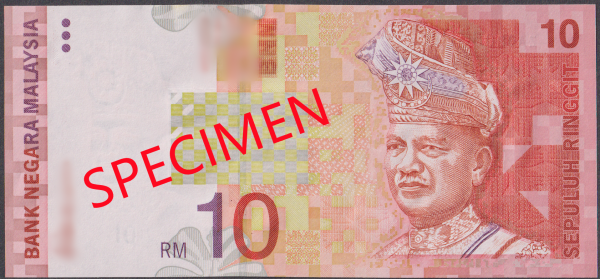 BANK NEGARA MALAYSIA
SPECIMEN
RM 10
10
SEPULUH RINGGIT